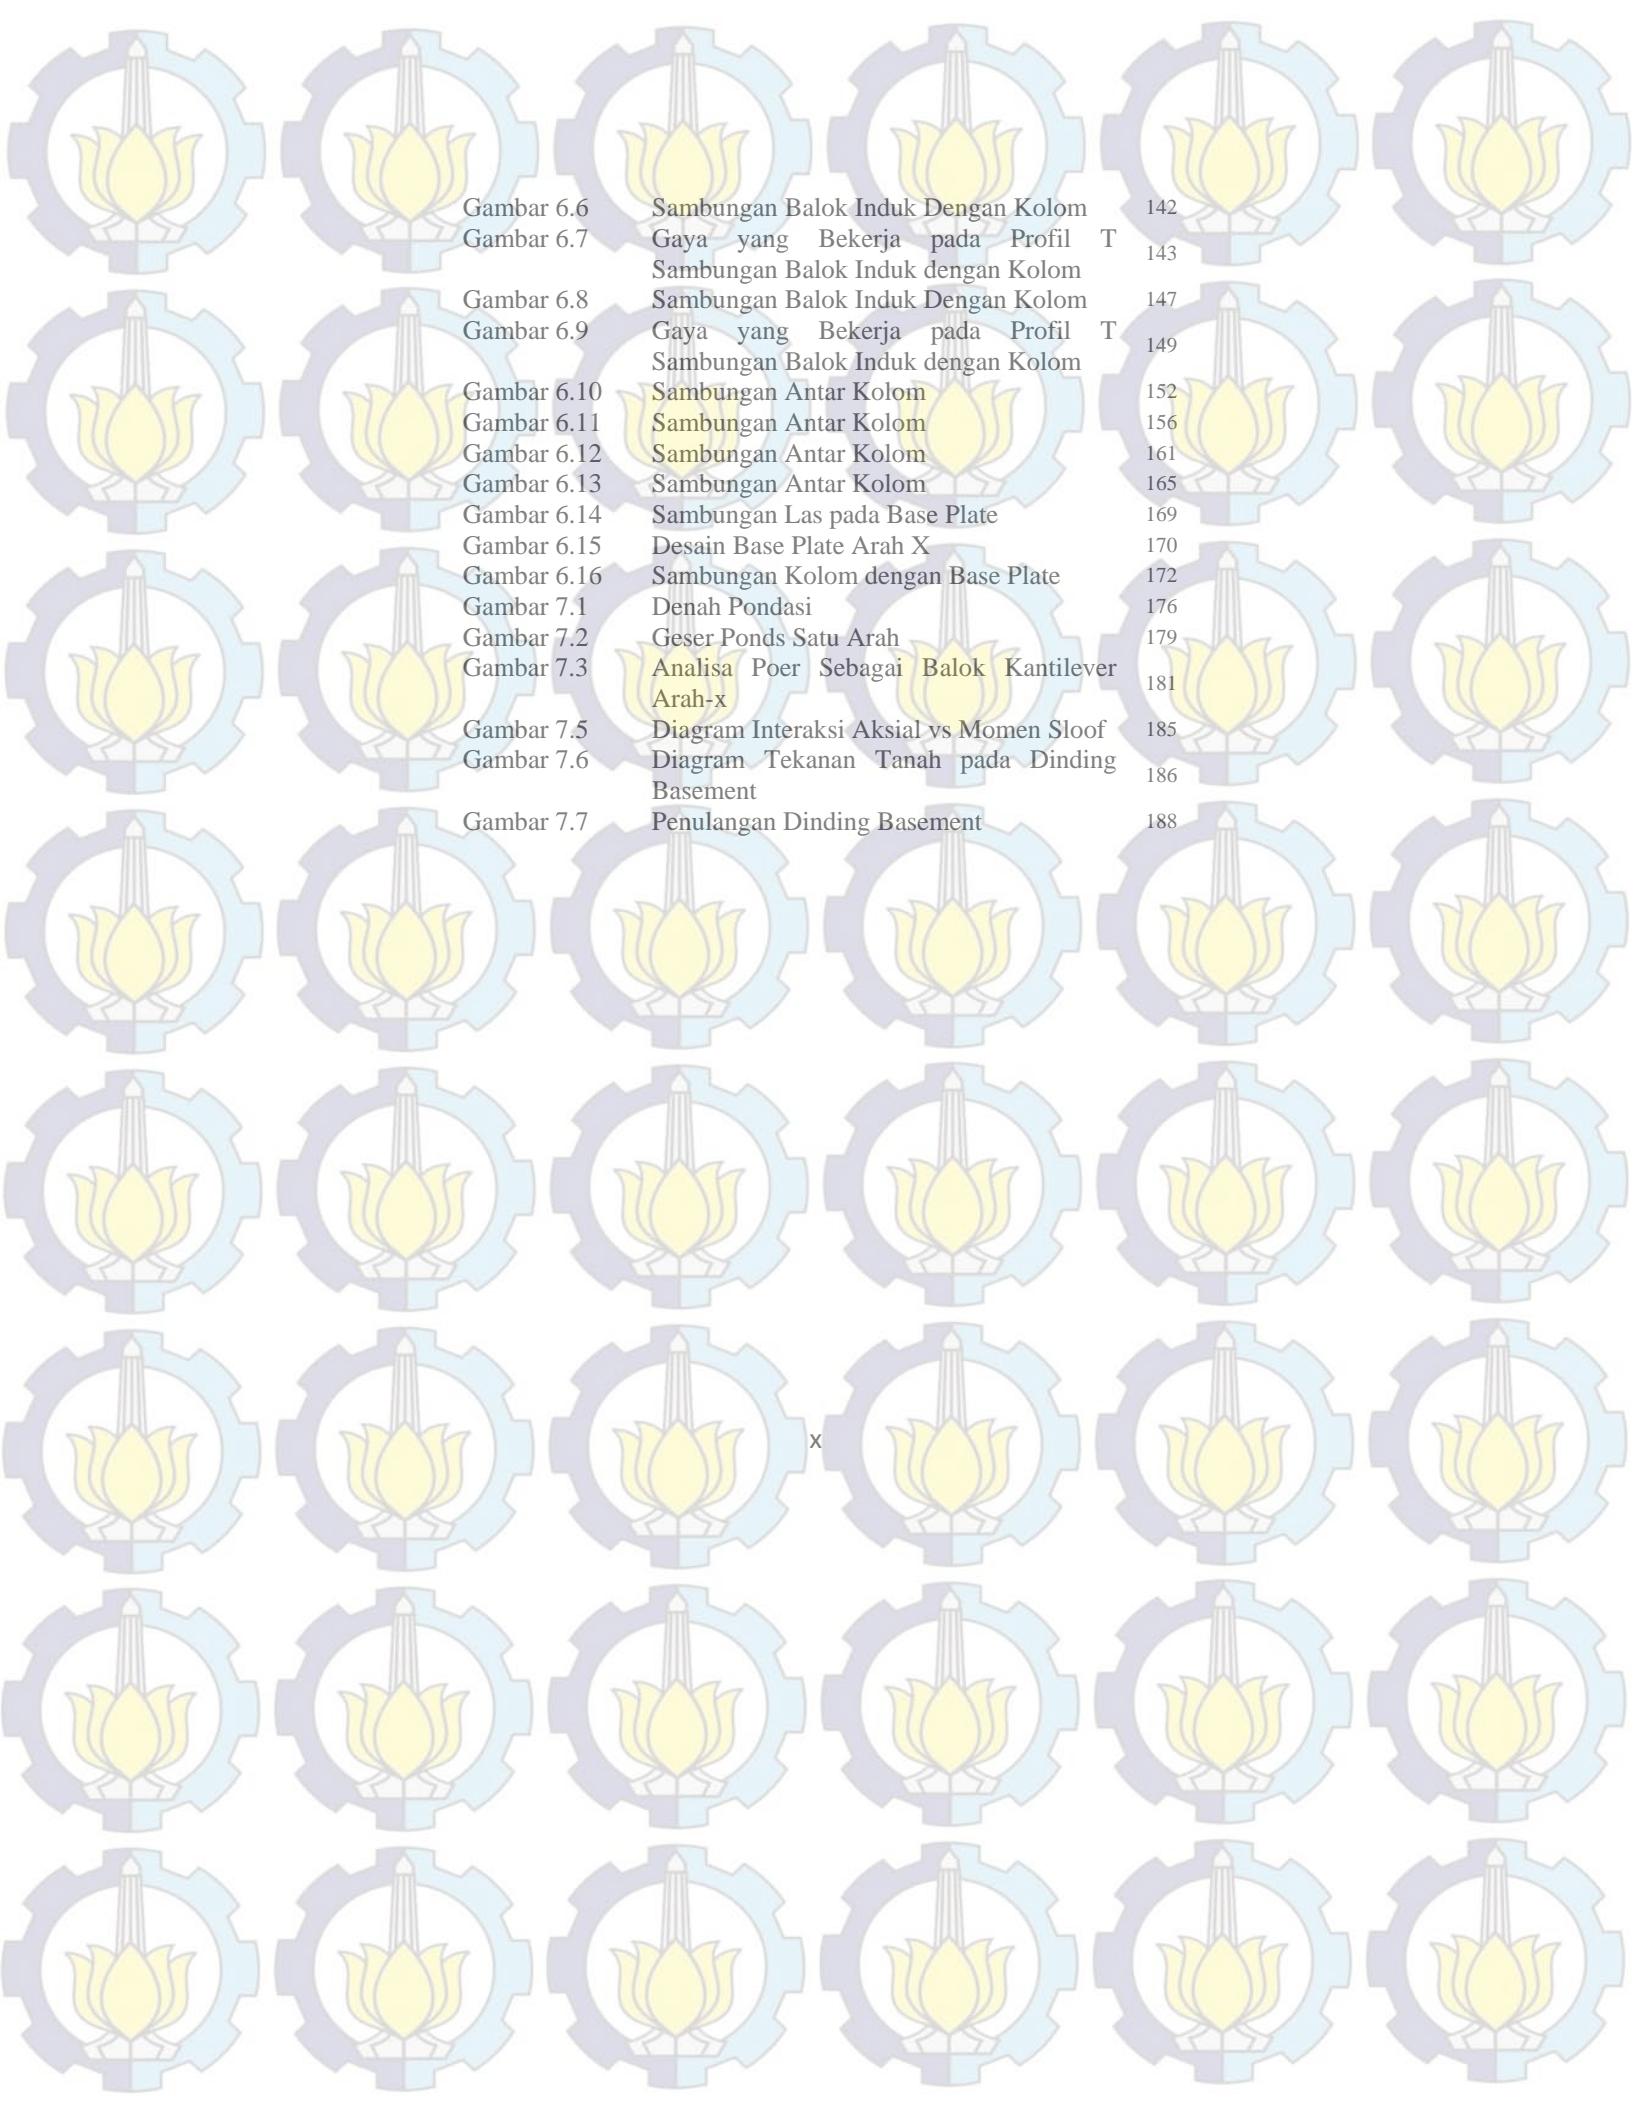 Gambar 6.6 Sambungan Balok Induk Dengan Kolom 142
Gambar 6.7 Gaya yang Bekerja pada Profil T
Sambungan Balok Induk dengan Kolom 143
Gambar 6.8 Sambungan Balok Induk Dengan Kolom 147
Gambar 6.9 Gaya yang Bekerja pada Profil T
Sambungan Balok Induk dengan Kolom 149
Gambar 6.10 Sambungan Antar Kolom 152
Gambar 6.11 Sambungan Antar Kolom 156
Gambar 6.12 Sambungan Antar Kolom 161
Gambar 6.13 Sambungan Antar Kolom 165
Gambar 6.14 Sambungan Las pada Base Plate 169
Gambar 6.15 Desain Base Plate Arah X 170
Gambar 6.16 Sambungan Kolom dengan Base Plate 172
Gambar 7.1 Denah Pondasi 176
Gambar 7.2 Geser Ponds Satu Arah 179
Gambar 7.3 Analisa Poer Sebagai Balok Kantilever
Arah-x 181
Gambar 7.5 Diagram Interaksi Aksial vs Momen Sloof 185
Gambar 7.6 Diagram Tekanan Tanah pada Dinding
Basement 186
Gambar 7.7 Penulangan Dinding Basement 188
x